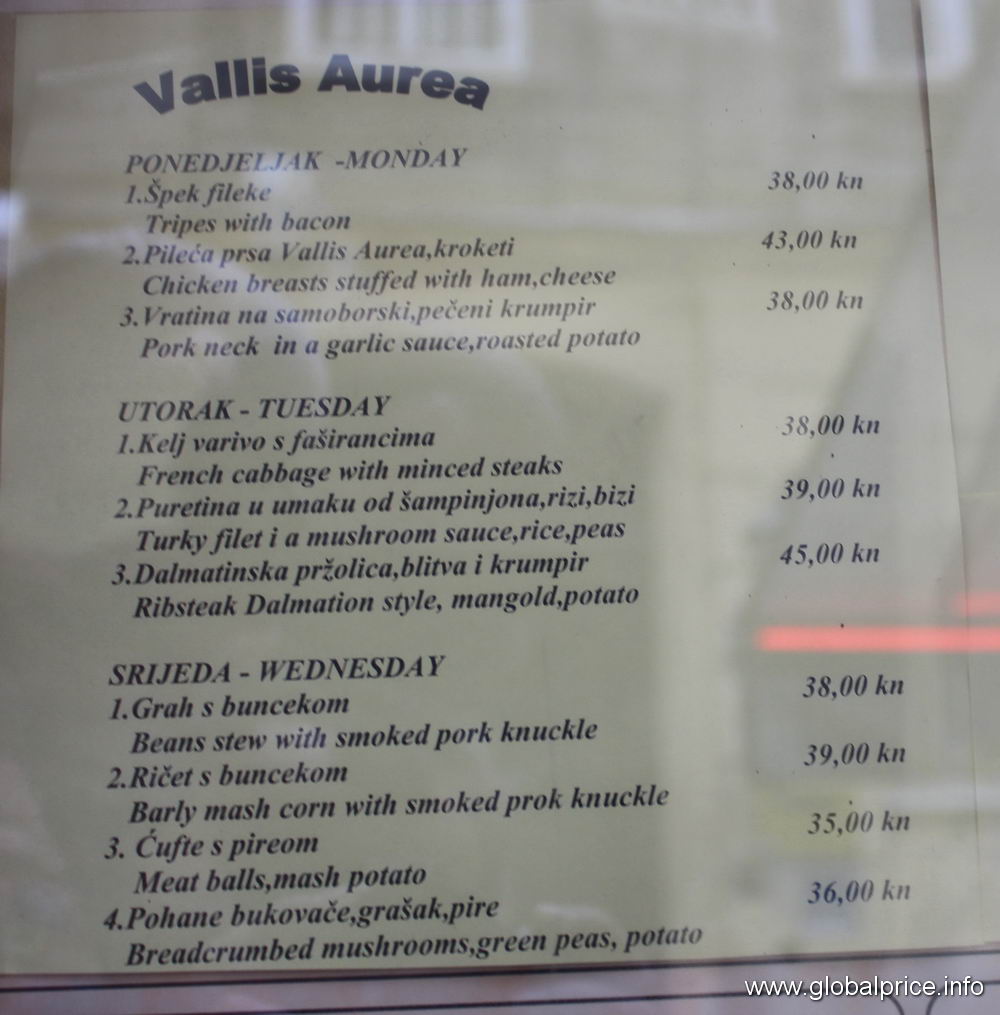 Vallis Aurea
PONEDJELJAK -MONDAY
1.Špek fileke 38,00 kn
Tripes with bacon
2.Pileća prsa Vallis Aurea,kroketi 43,00 kn
Chicken breasts stuffed with ham,cheese
3.Vratina na samoborski,pečeni krumpir 38,00 kn
Pork neck in a garlic sauce,roasted potato
UTORAK - TUESDAY
1.Kelj varivo s faširancima 38,00 kn
French cabbage with minced steaks
2.Puretina u umaku od šampinjona,rizi,bizi 39,00 kn
Turky filet i a mushroom sauce,rice,peas
3.Dalmatinska pržolica,blitva i krumpir 45,00 kn
Ribsteak Dalmation style, mangold,potato
SRIJEDA - WEDNESDAY
1.Grah s buncekom 38,00 kn
Beans stew with smoked pork knuckle
2.Ričet s buncekom 39,00 kn
Barly mash corn with smoked prok knuckle
3. Ćufte s pireom 35,00 kn
Meat balls,mash potato
4.Pohane bukovače,grašak,pire 36,00 kn
Breadcrumbed mushrooms,green peas, potato
www.globalprice.info